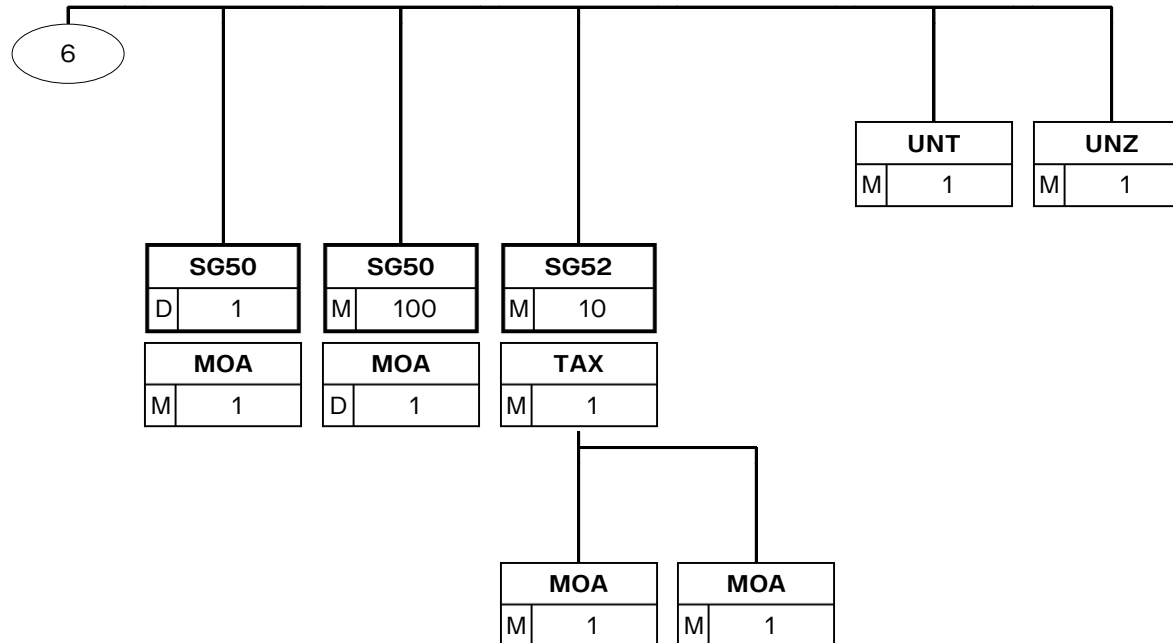 6
UNT UNZ
M 1 M 1
SG50 SG50 SG52
D 1 M 100 M 10
MOA MOA TAX
M 1 D 1 M 1
MOA MOA
M 1 M 1